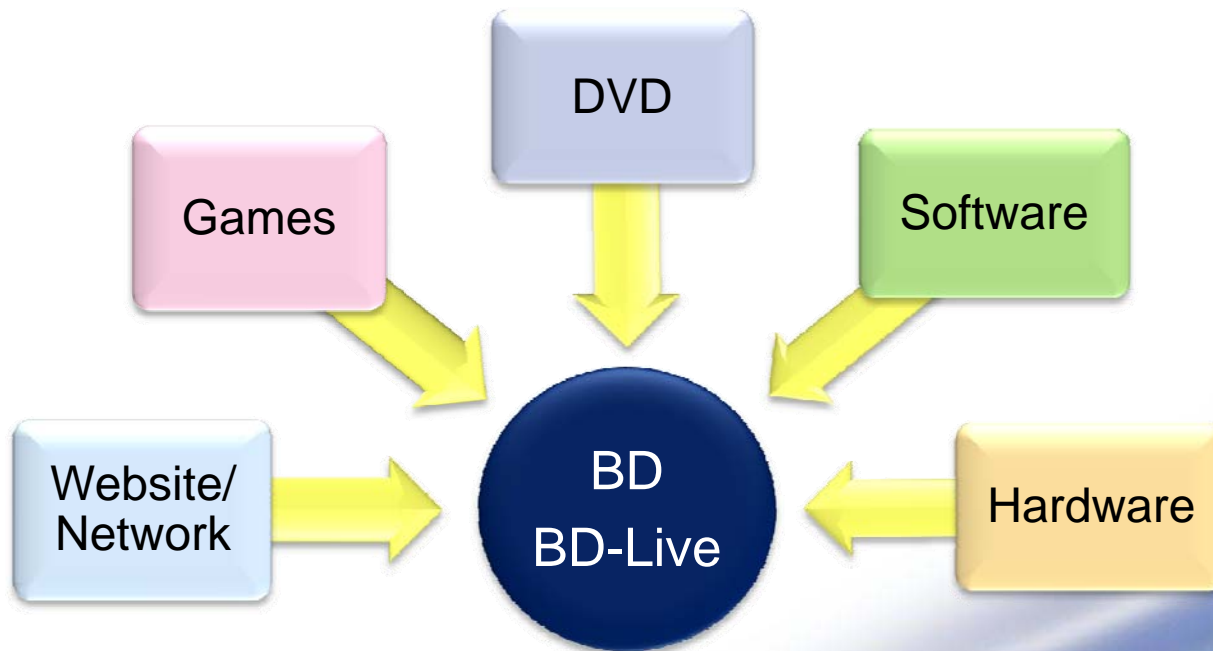 DVD
Games
Software
Website/
Network
BD
BD-Live
Hardware